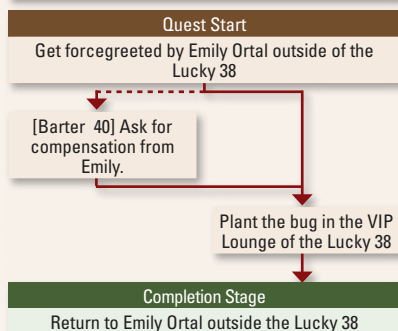 Quest Start
Get forcegreeted by Emily Ortal outside of the
Lucky 38
[Barter 40] Ask for
compensation from
Emily.
Plant the bug in the VIP
Lounge of the Lucky 38
Completion Stage
Return to Emily Ortal outside the Lucky 38